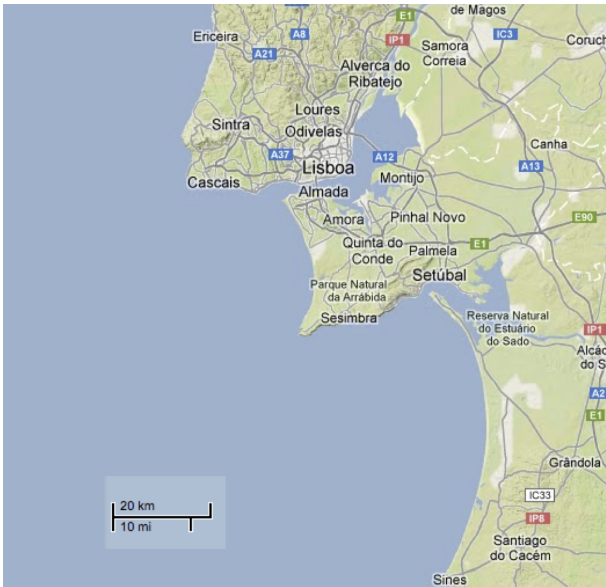 de Magos
E1
A8
IC3
Ericeira
IP1
Coruch
A21
Samora
Correia
Alverca do
Ribatejo
Loures
Sintra
Odivelas
Canha
A37
Lisboa
A12
A13
Cascais
Montijo
Almada
Amora
Pinhal Novo
E90
Quinta do
Conde
E1
Palmela
Setúbal
Parque Natural
da Arrábida
Sesimbra
Reserva Natural
do Estuário
do Sado
IP1
Alcác
do S
A2
E1
Grândola
20 km
10 mi
IC33
IP8
Santiago
do Cacém
Sines